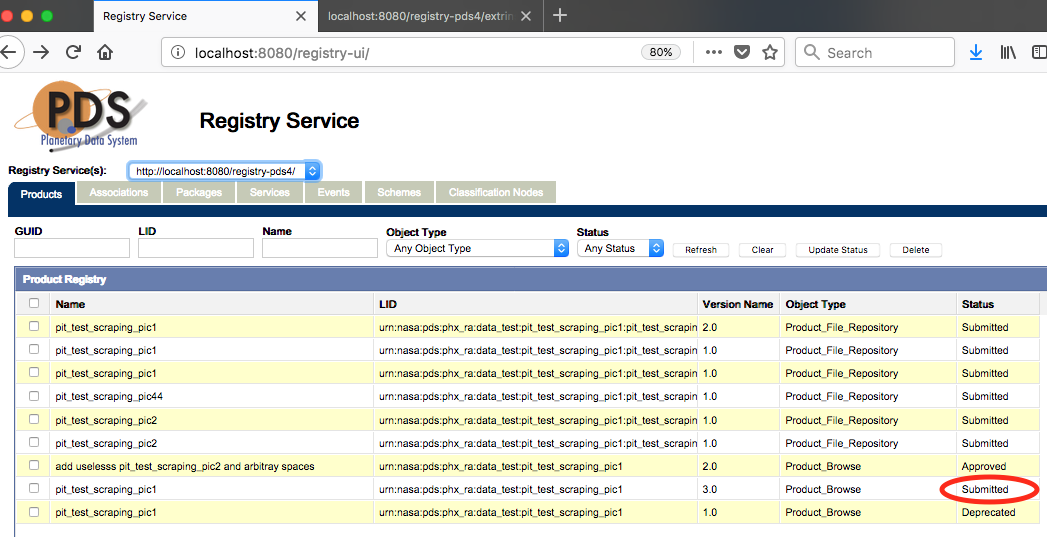 Registry Service
localhost:8080/registry-pds4/extrin
localhost:8080/registry-ui/
80%
Search
PDS
Planetary Data System
Registry Service
Registry Service(s): http://localhost:8080/registry-pds4/
Products Associations Packages Services Events Schemes Classification Nodes
GUID LID Name Object Type Status
Any Object Type Any Status Refresh Clear Update Status Delete
Product Registry
Name LID Version Name Object Type Status
pit_test_scraping_pic1 urn:nasa:pds:phx_ra:data_test:pit_test_scraping_pic1:pit_test_scrapin 2.0 Product_File_Repository Submitted
pit_test_scraping_pic1 urn:nasa:pds:phx_ra:data_test:pit_test_scraping_pic1:pit_test_scrapin 1.0 Product_File_Repository Submitted
pit_test_scraping_pic1 urn:nasa:pds:phx_ra:data_test:pit_test_scraping_pic1:pit_test_scrapin 1.0 Product_File_Repository Submitted
pit_test_scraping_pic44 urn:nasa:pds:phx_ra:data_test:pit_test_scraping_pic1:pit_test_scrapin 1.0 Product_File_Repository Submitted
pit_test_scraping_pic2 urn:nasa:pds:phx_ra:data_test:pit_test_scraping_pic1:pit_test_scrapin 1.0 Product_File_Repository Submitted
pit_test_scraping_pic2 urn:nasa:pds:phx_ra:data_test:pit_test_scraping_pic1:pit_test_scrapin 1.0 Product_File_Repository Submitted
add uselesss pit_test_scraping_pic2 and arbitray spaces urn:nasa:pds:phx_ra:data_test:pit_test_scraping_pic1 2.0 Product_Browse Approved
pit_test_scraping_pic1 urn:nasa:pds:phx_ra:data_test:pit_test_scraping_pic1 3.0 Product_Browse Submitted
pit_test_scraping_pic1 urn:nasa:pds:phx_ra:data_test:pit_test_scraping_pic1 1.0 Product_Browse Deprecated